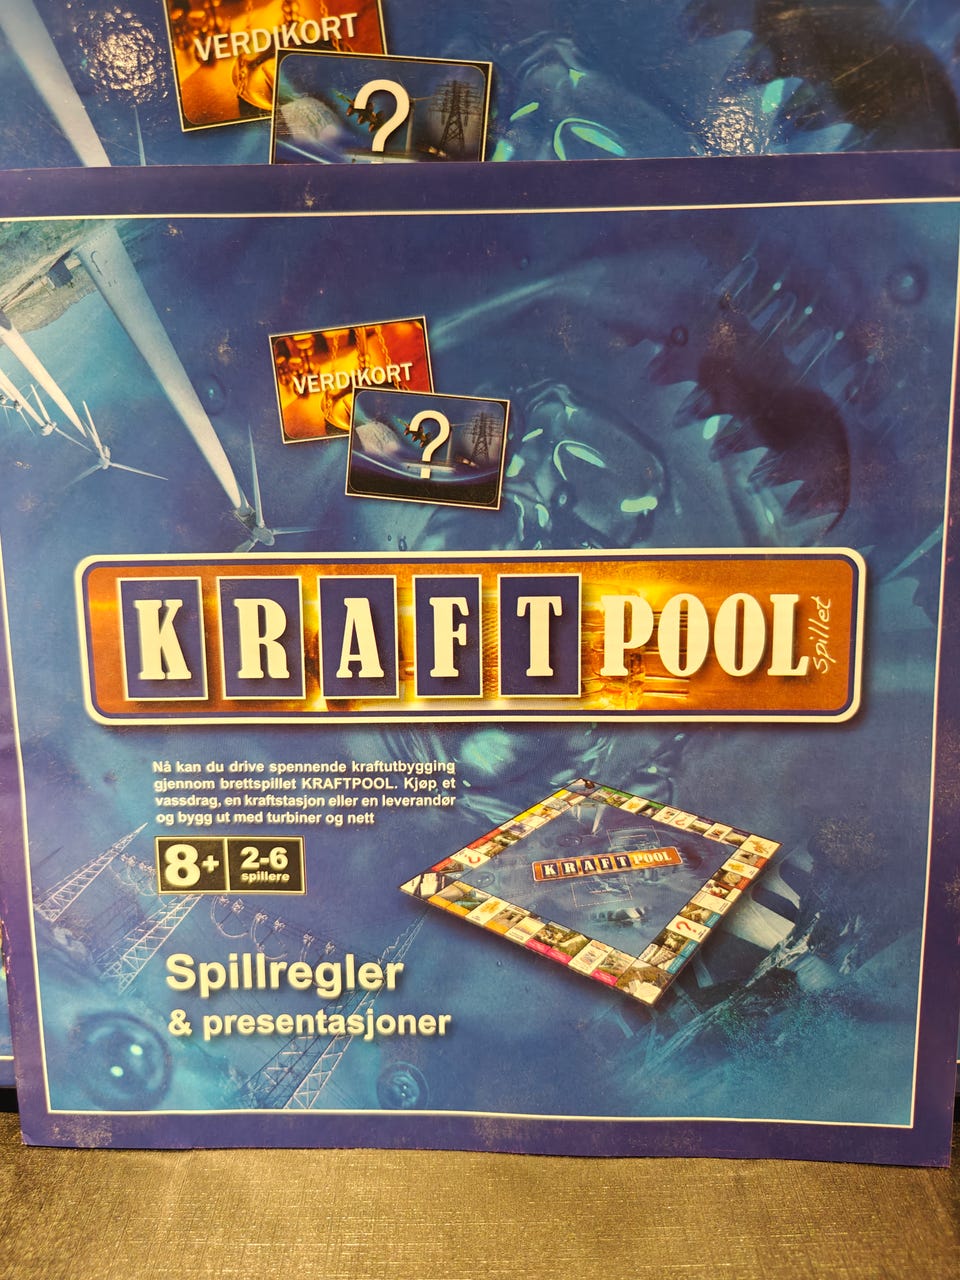 VERDIKORT
?
VERDIKORT
?
KRAFTPOOL spillet
Nå kan du drive spennende kraftutbygging
gjennom brettspillet KRAFTPOOL. Kjøp et
vassdrag, en kraftstasjon eller en leverandør
og bygg ut med turbiner og nett
8+
2-6
spillere
KRAFTPOOL
Spillregler
& presentasjoner